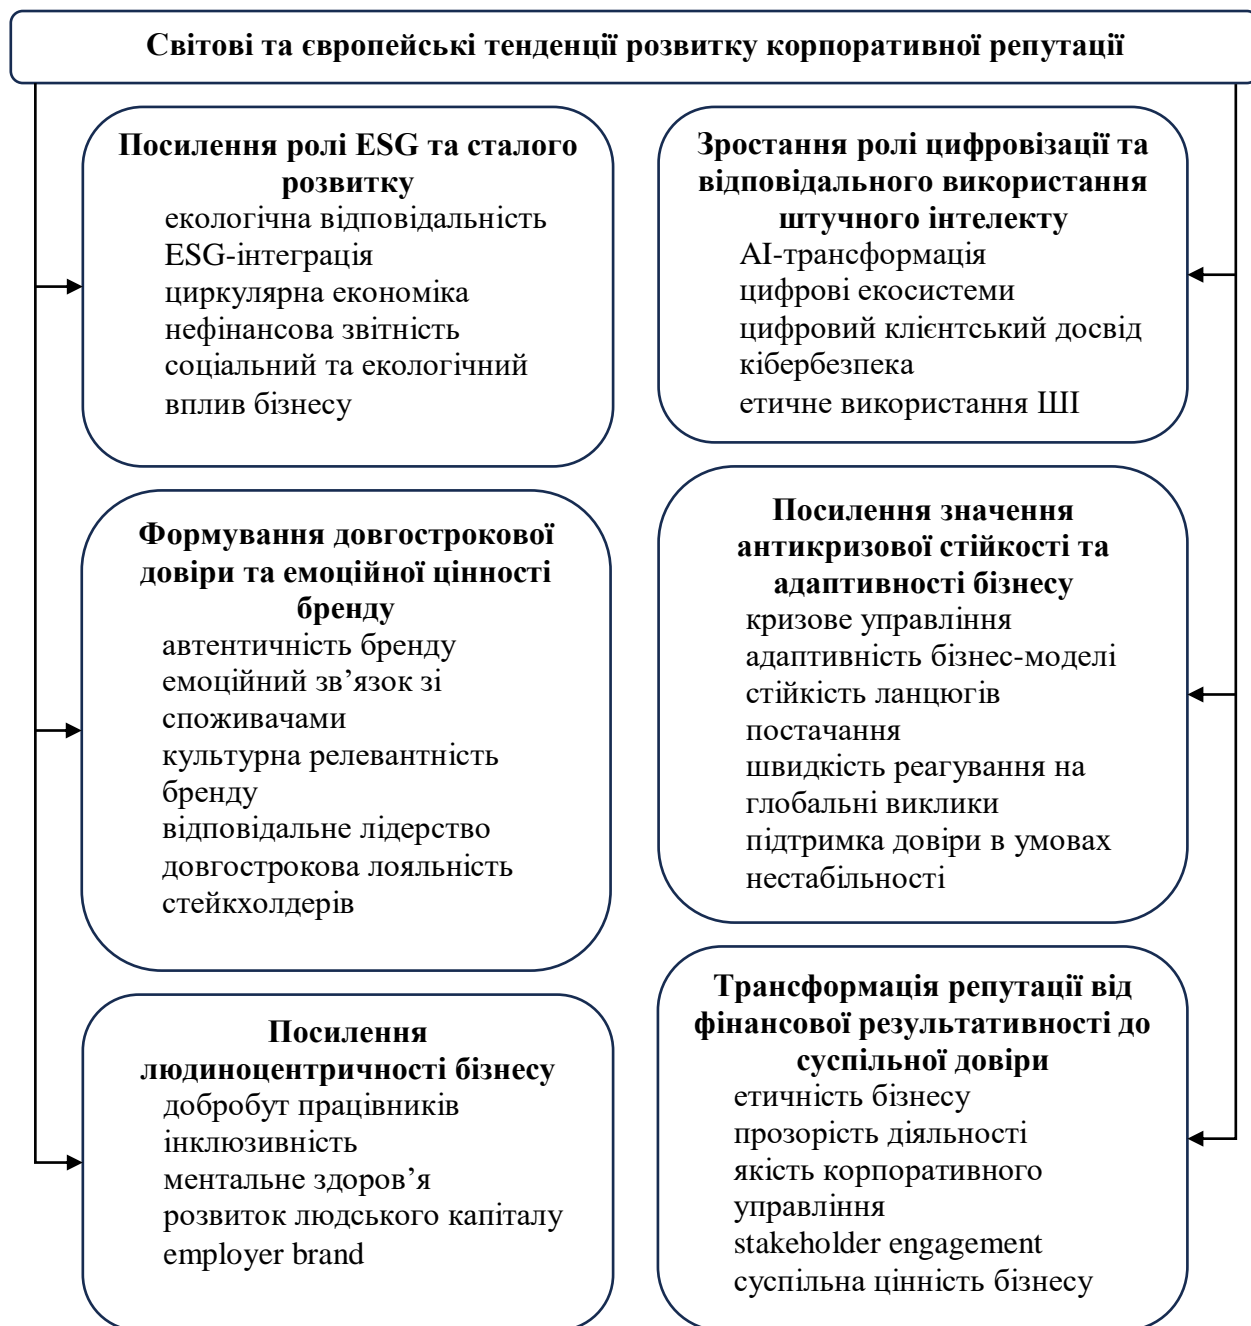 Світові та європейські тенденції розвитку корпоративної репутації
Посилення ролі ESG та сталого
розвитку
екологічна відповідальність
ESG-інтеграція
циркулярна економіка
нефінансова звітність
соціальний та екологічний
вплив бізнесу
Зростання ролі цифровізації та
відповідального використання
штучного інтелекту
AI-трансформація
цифрові екосистеми
цифровий клієнтський досвід
кібербезпека
етичне використання ШІ
Формування довгострокової
довіри та емоційної цінності
бренду
автентичність бренду
емоційний зв’язок зі
споживачами
культурна релевантність
бренду
відповідальне лідерство
довгострокова лояльність
стейкхолдерів
Посилення значення
антикризової стійкості та
адаптивності бізнесу
кризове управління
адаптивність бізнес-моделі
стійкість ланцюгів
постачання
швидкість реагування на
глобальні виклики
підтримка довіри в умовах
нестабільності
Посилення
людиноцентричності бізнесу
добробут працівників
інклюзивність
ментальне здоров’я
розвиток людського капіталу
employer brand
Трансформація репутації від
фінансової результативності до
суспільної довіри
етичність бізнесу
прозорість діяльності
якість корпоративного
управління
stakeholder engagement
суспільна цінність бізнесу